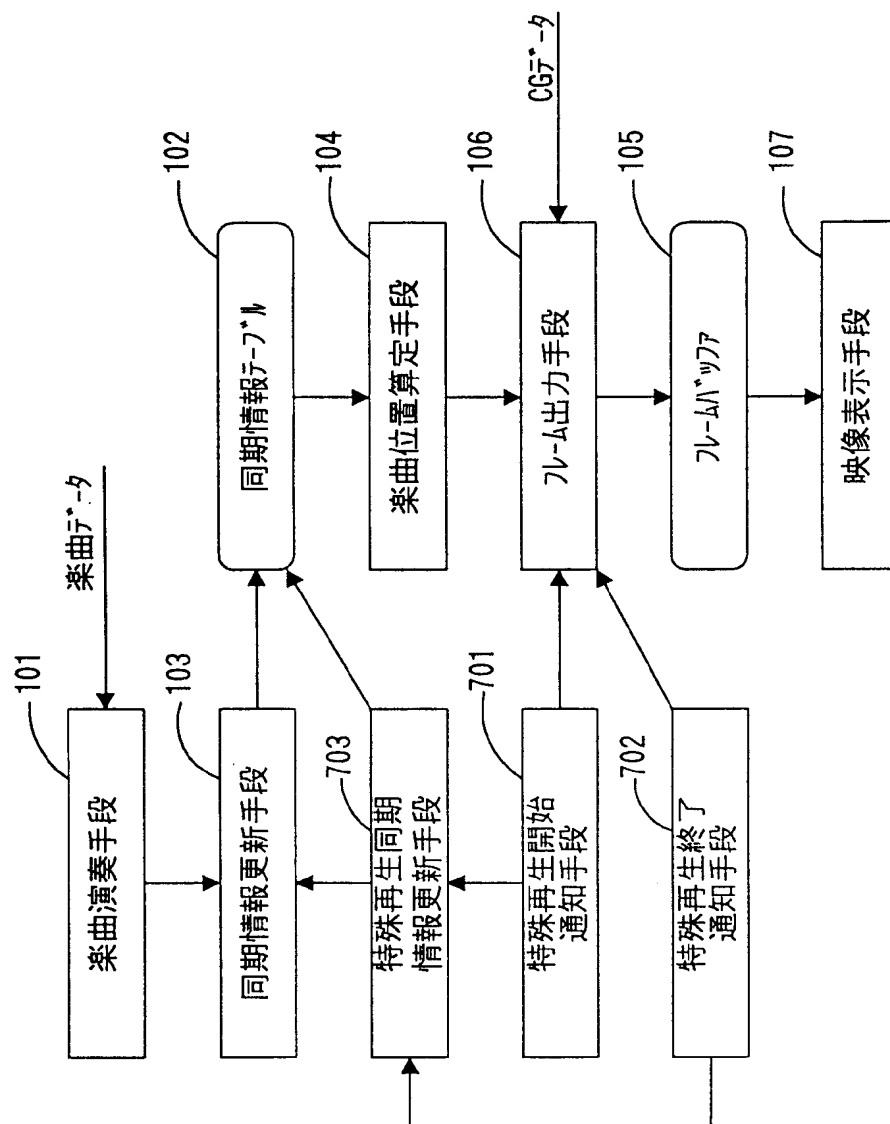 楽曲データ
101
楽曲演奏手段
103
同期情報更新手段
703
特殊再生同期
情報更新手段
701
特殊再生開始
通知手段
702
特殊再生終了
通知手段
102
同期情報テーブル
104
楽曲位置算定手段
CGデータ
106
フレーム出力手段
105
フレームバッファ
107
映像表示手段